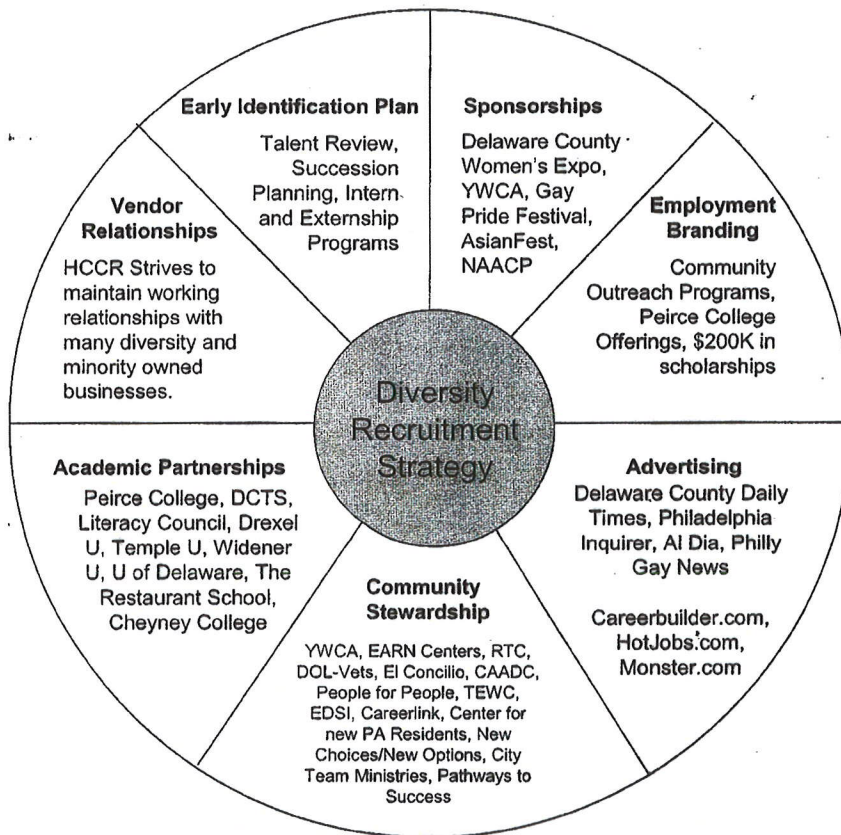 Early Identification Plan
Talent Review,
Succession
Planning, Intern
and Externship
Programs
Sponsorships
Delaware County
Women's Expo,
YWCA, Gay
Pride Festival,
AsianFest,
NAACP
Employment
Branding
Community
Outreach Programs,
Peirce College
Offerings, $200K in
scholarships
Advertising
Delaware County Daily
Times, Philadelphia
Inquirer, Al Dia, Philly
Gay News
Careerbuilder.com,
HotJobs.com,
Monster.com
Community
Stewardship
YWCA, EARN Centers, RTC,
DOL-Vets, El Concilio, CAADC,
People for People, TEWC,
EDSI, Careerlink, Center for
new PA Residents, New
Choices/New Options, City
Team Ministries, Pathways to
Success
Academic Partnerships
Peirce College, DCTS,
Literacy Council, Drexel
U, Temple U, Widener
U, U of Delaware, The
Restaurant School,
Cheyney College
Vendor
Relationships
HCCR Strives to
maintain working
relationships with
many diversity and
minority owned
businesses.
Diversity
Recruitment
Strategy